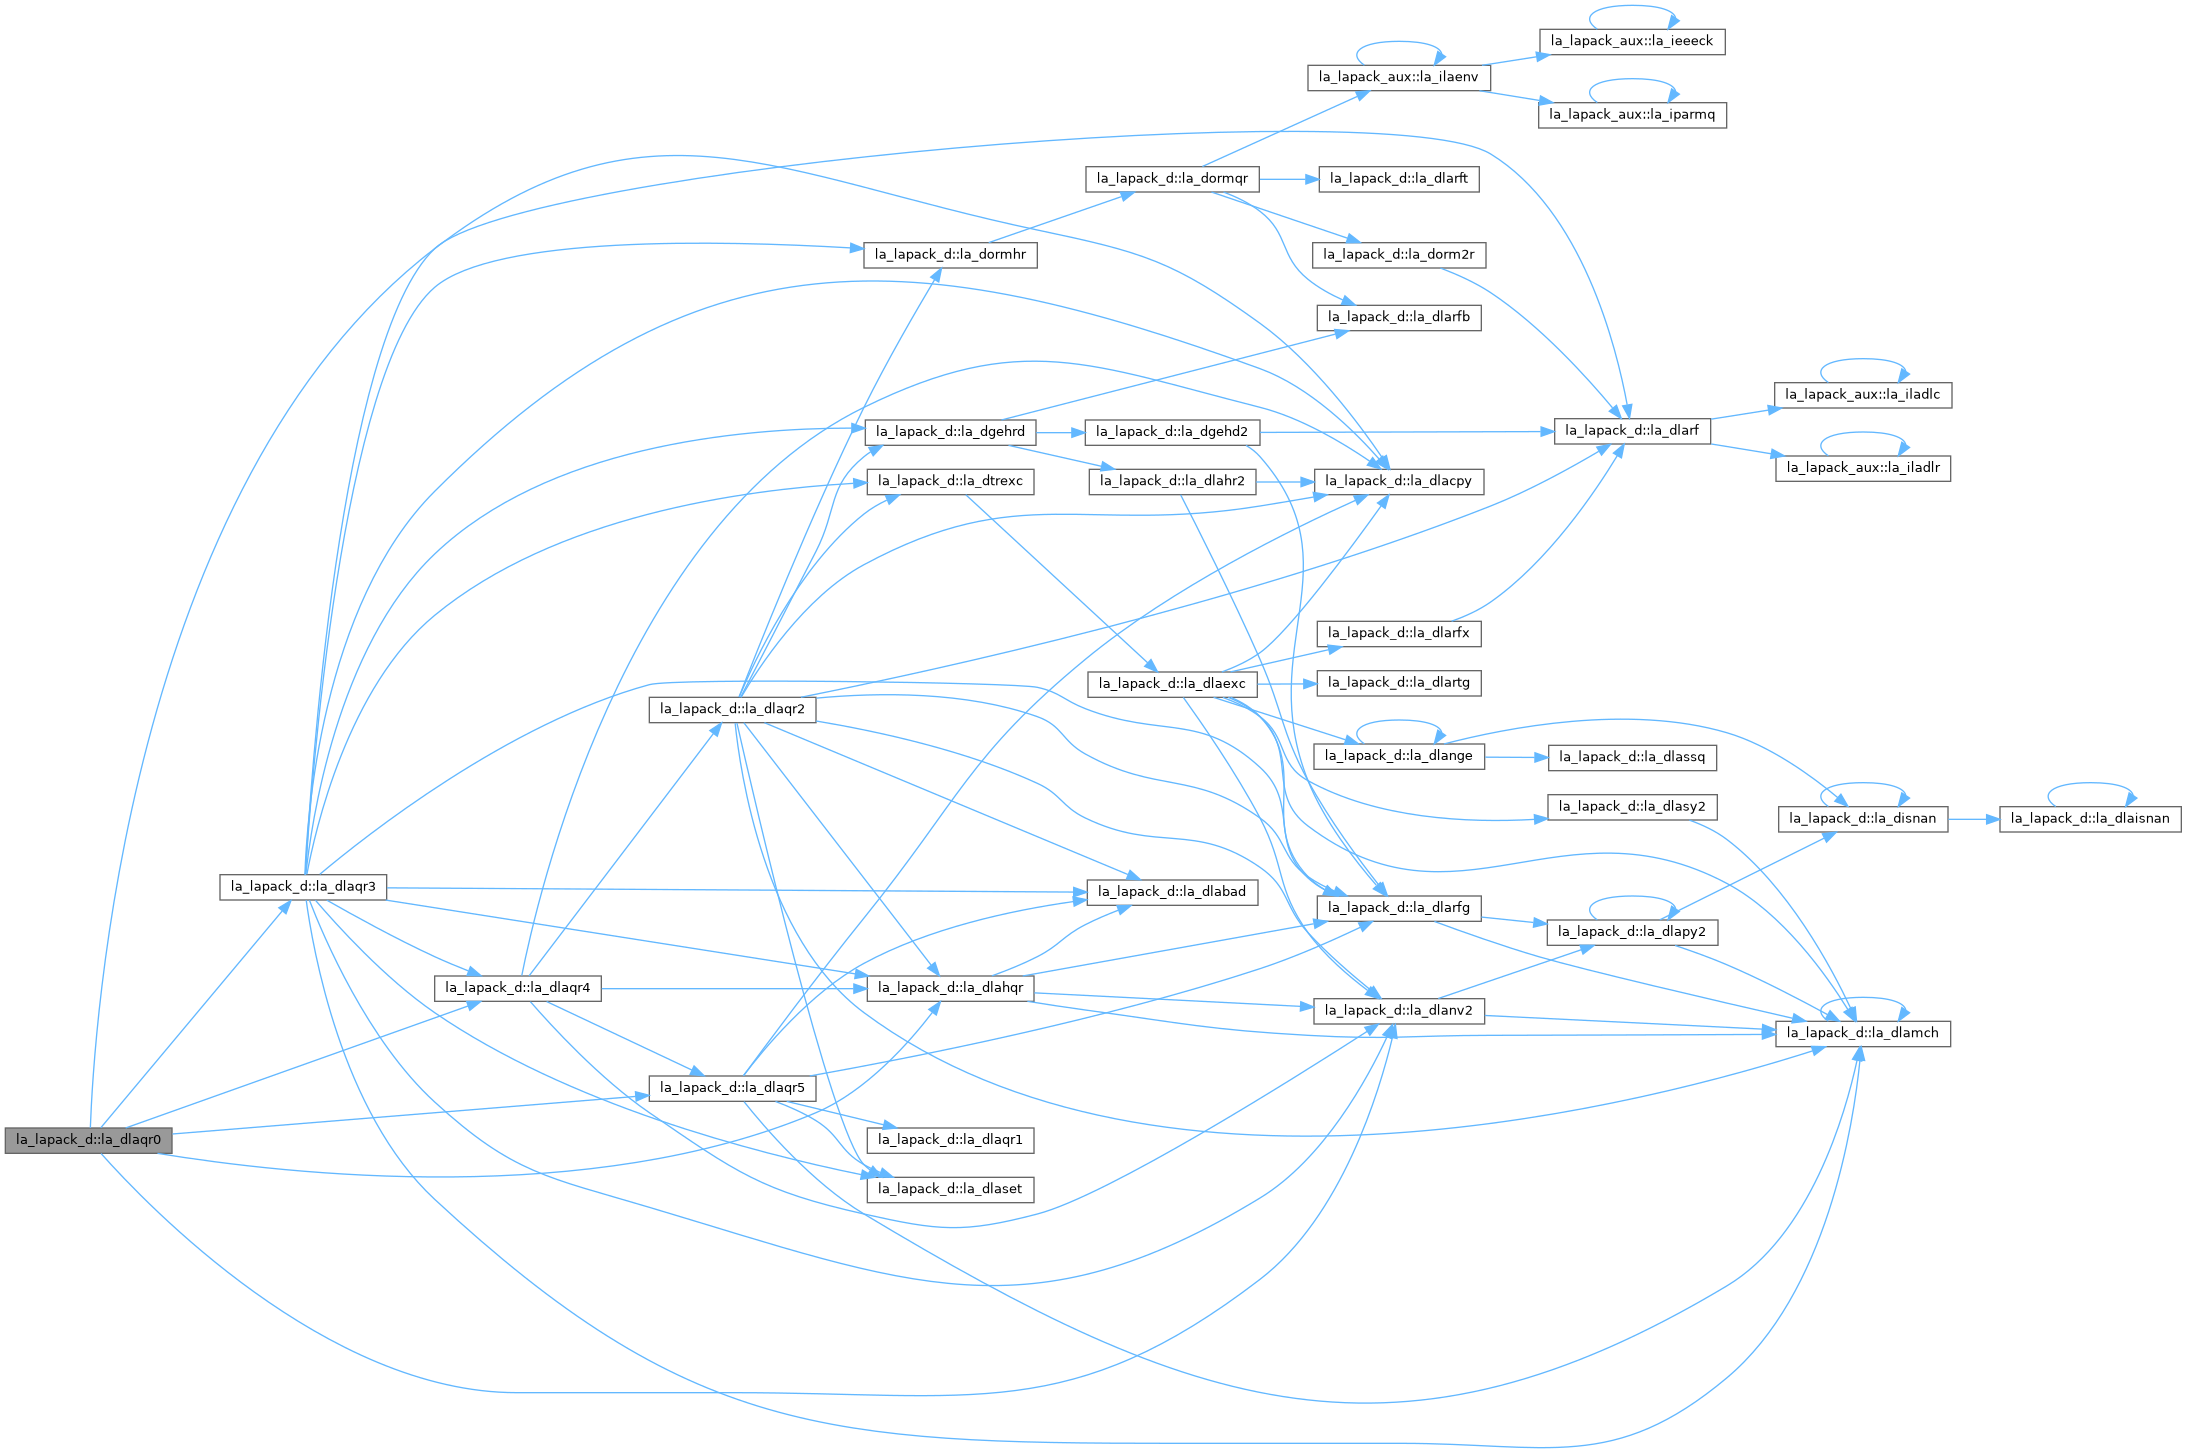 la_lapack_aux::la_ieeeck
la_lapack_aux::la_ilaenv
la_lapack_aux::la_iparmq
la_lapack_d::la_dormqr
la_lapack_d::la_dlarft
la_lapack_d::la_dormhr
la_lapack_d::la_dorm2r
la_lapack_d::la_dlarfb
la_lapack_aux::la_iladlc
la_lapack_d::la_dgehrd
la_lapack_d::la_dgehd2
la_lapack_d::la_dlarf
la_lapack_aux::la_iladlr
la_lapack_d::la_dtrexc
la_lapack_d::la_dlahr2
la_lapack_d::la_dlacpy
la_lapack_d::la_dlarfx
la_lapack_d::la_dlaexc
la_lapack_d::la_dlartg
la_lapack_d::la_dlaqr2
la_lapack_d::la_dlange
la_lapack_d::la_dlassq
la_lapack_d::la_dlasy2
la_lapack_d::la_disnan
la_lapack_d::la_dlaisnan
la_lapack_d::la_dlaqr3
la_lapack_d::la_dlabad
la_lapack_d::la_dlarfg
la_lapack_d::la_dlapy2
la_lapack_d::la_dlaqr4
la_lapack_d::la_dlahqr
la_lapack_d::la_dlanv2
la_lapack_d::la_dlamch
la_lapack_d::la_dlaqr5
la_lapack_d::la_dlaqr0
la_lapack_d::la_dlaqr1
la_lapack_d::la_dlaset